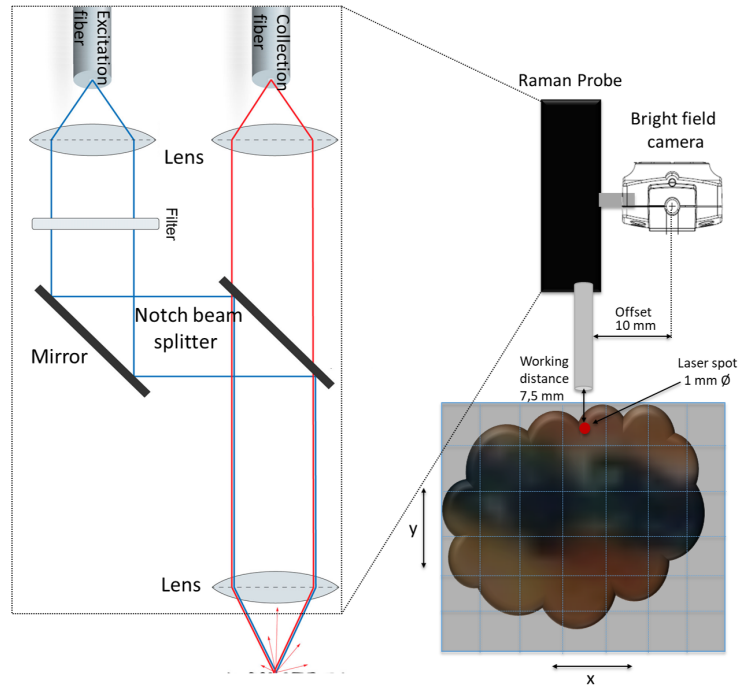 Excitation
fiber
Collection
fiber
Lens
Filter
Notch beam
splitter
Mirror
Lens
Raman Probe
Bright field
camera
Offset
10 mm
Working
distance
7,5 mm
Laser spot
1 mm Ø
y
x